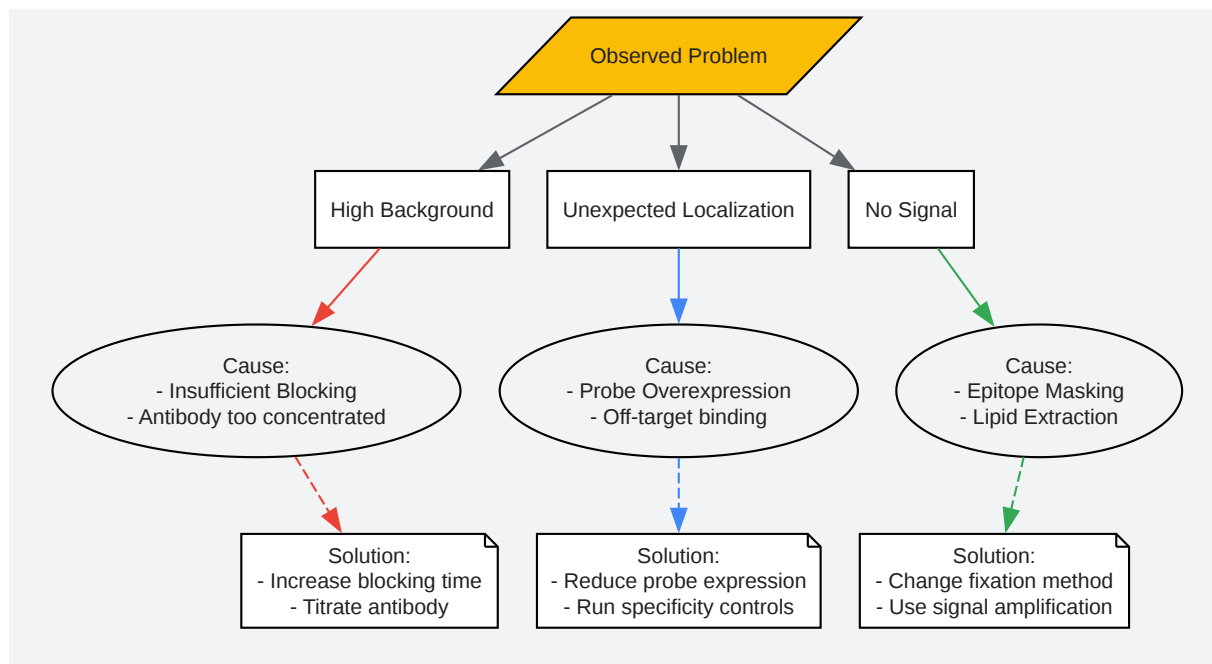 Observed Problem
High Background
Unexpected Localization
No Signal
Cause:
- Insufficient Blocking
- Antibody too concentrated
Cause:
- Probe Overexpression
- Off-target binding
Cause:
- Epitope Masking
- Lipid Extraction
Solution:
- Increase blocking time
- Titrate antibody
Solution:
- Reduce probe expression
- Run specificity controls
Solution:
- Change fixation method
- Use signal amplification